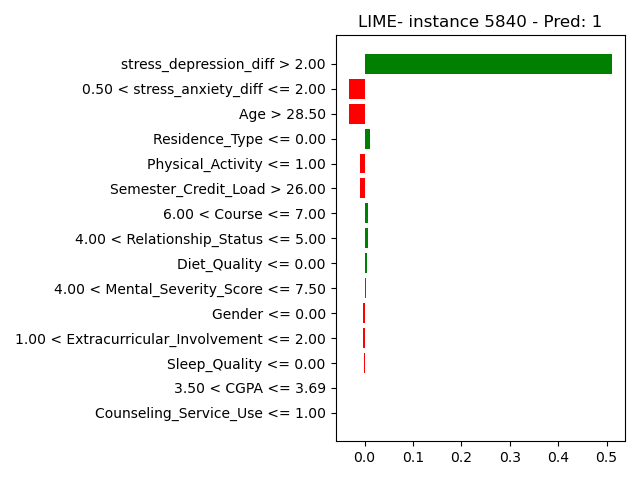 LIME- instance 5840 - Pred: 1
stress_depression_diff > 2.00
0.50 < stress_anxiety_diff <= 2.00
Age > 28.50
Residence_Type <= 0.00
Physical_Activity <= 1.00
Semester_Credit_Load > 26.00
6.00 < Course <= 7.00
4.00 < Relationship_Status <= 5.00
Diet_Quality <= 0.00
4.00 < Mental_Severity_Score <= 7.50
Gender <= 0.00
1.00 < Extracurricular_Involvement <= 2.00
Sleep_Quality <= 0.00
3.50 < CGPA <= 3.69
Counseling_Service_Use <= 1.00
0.0 0.1 0.2 0.3 0.4 0.5